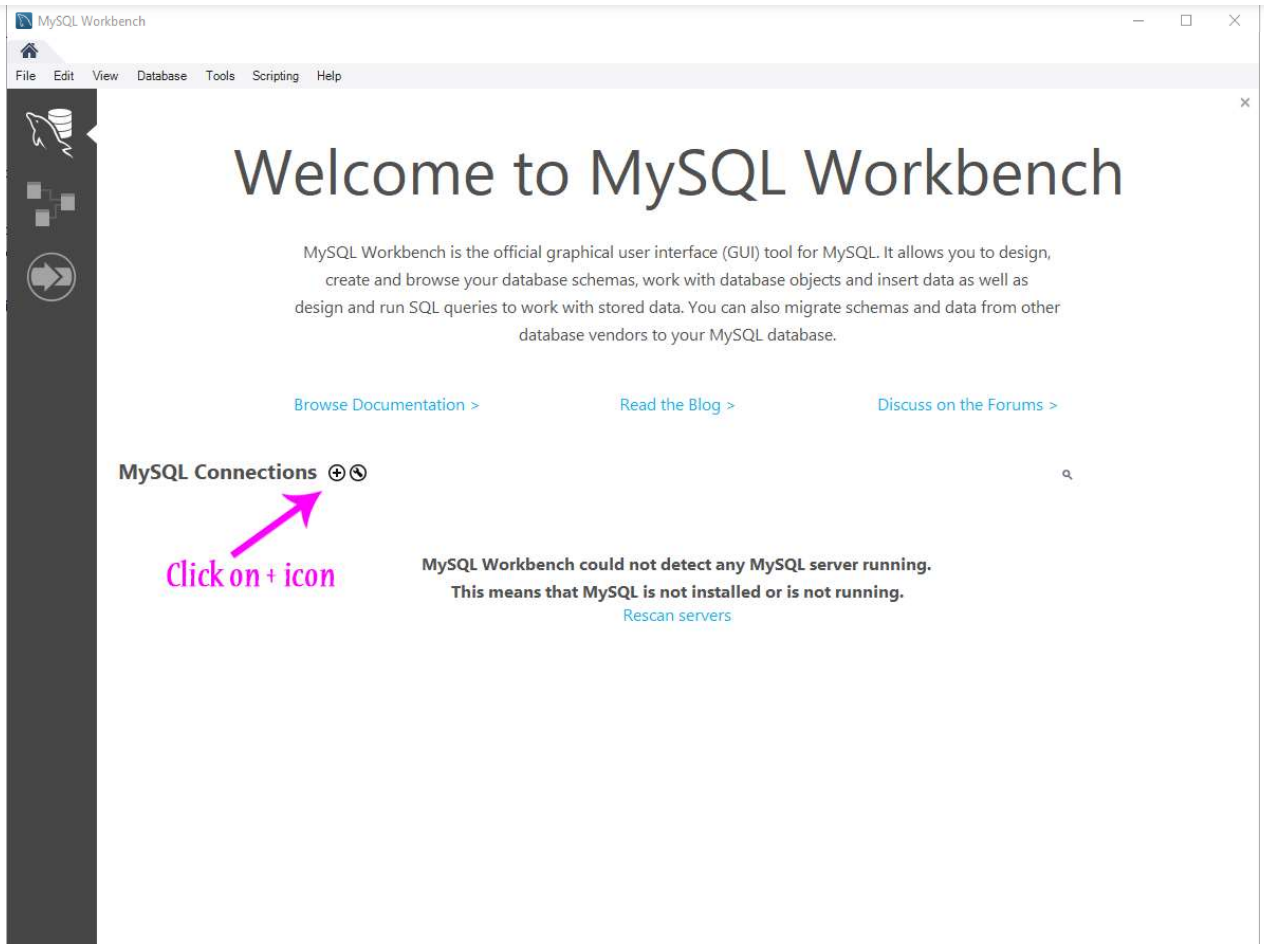 MySQL Workbench
File Edit View Database Tools Scripting Help
Welcome to MySQL Workbench
MySQL Workbench is the official graphical user interface (GUI) tool for MySQL. It allows you to design,
create and browse your database schemas, work with database objects and insert data as well as
design and run SQL queries to work with stored data. You can also migrate schemas and data from other
database vendors to your MySQL database.
Browse Documentation > Read the Blog > Discuss on the Forums >
MySQL Connections
Click on + icon
MySQL Workbench could not detect any MySQL server running.
This means that MySQL is not installed or is not running.
Rescan servers